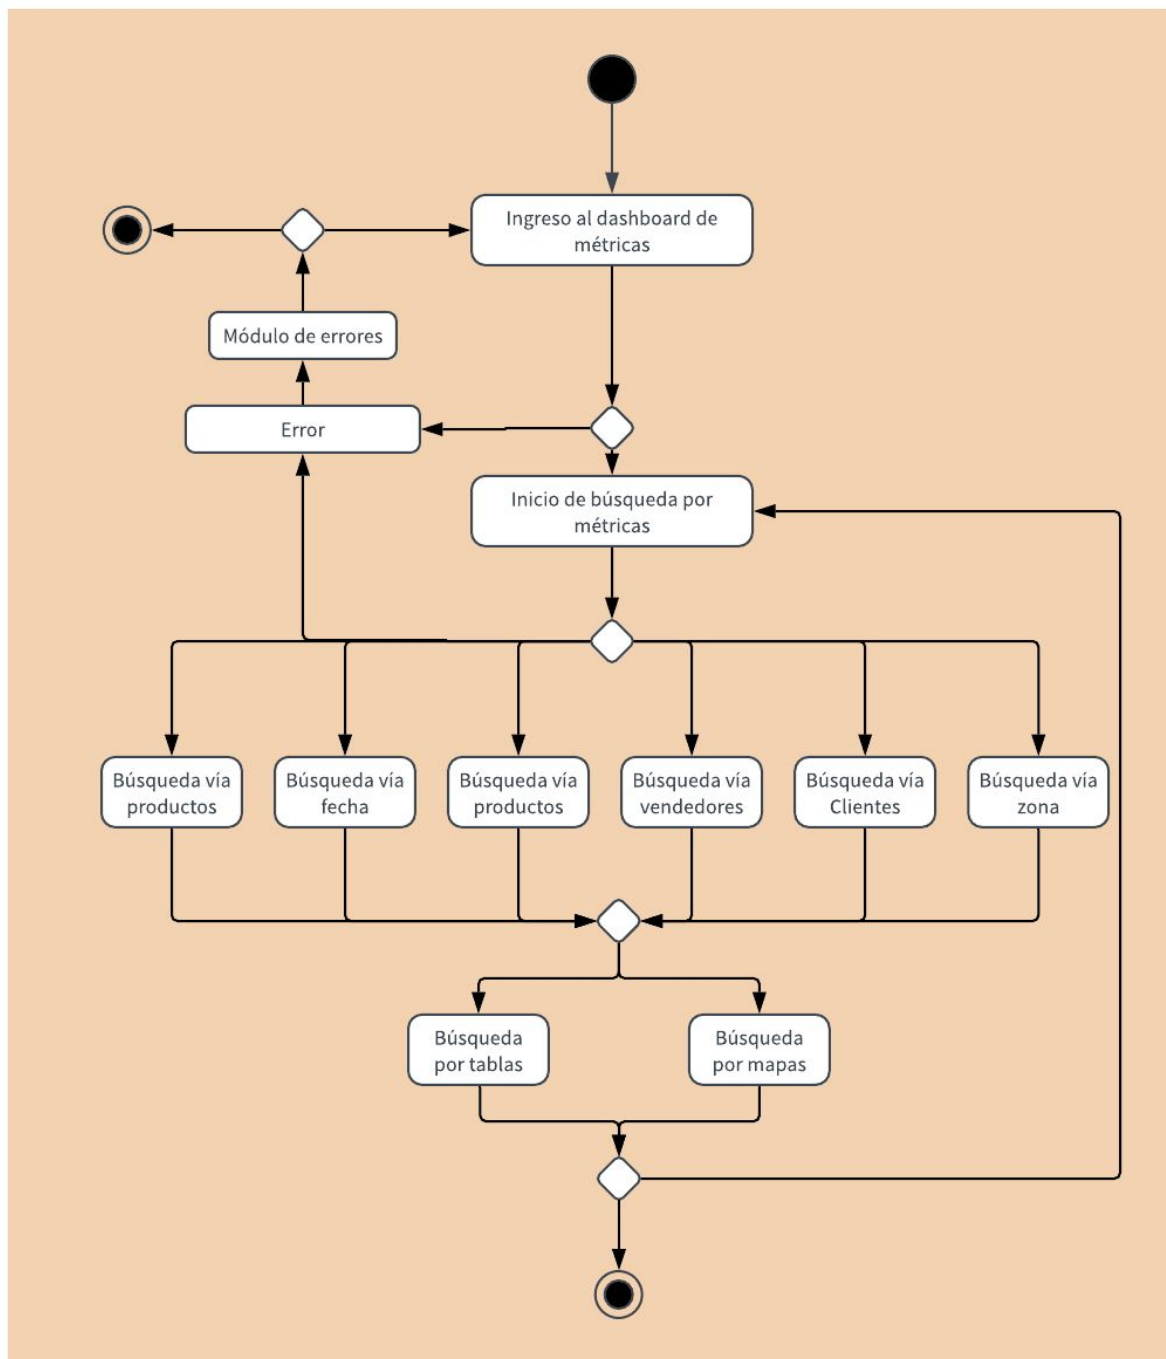 Ingreso al dashboard de
métricas
Módulo de errores
Error
Inicio de búsqueda por
métricas
Búsqueda vía
productos
Búsqueda vía
fecha
Búsqueda vía
productos
Búsqueda vía
vendedores
Búsqueda vía
Clientes
Búsqueda vía
zona
Búsqueda
por tablas
Búsqueda
por mapas